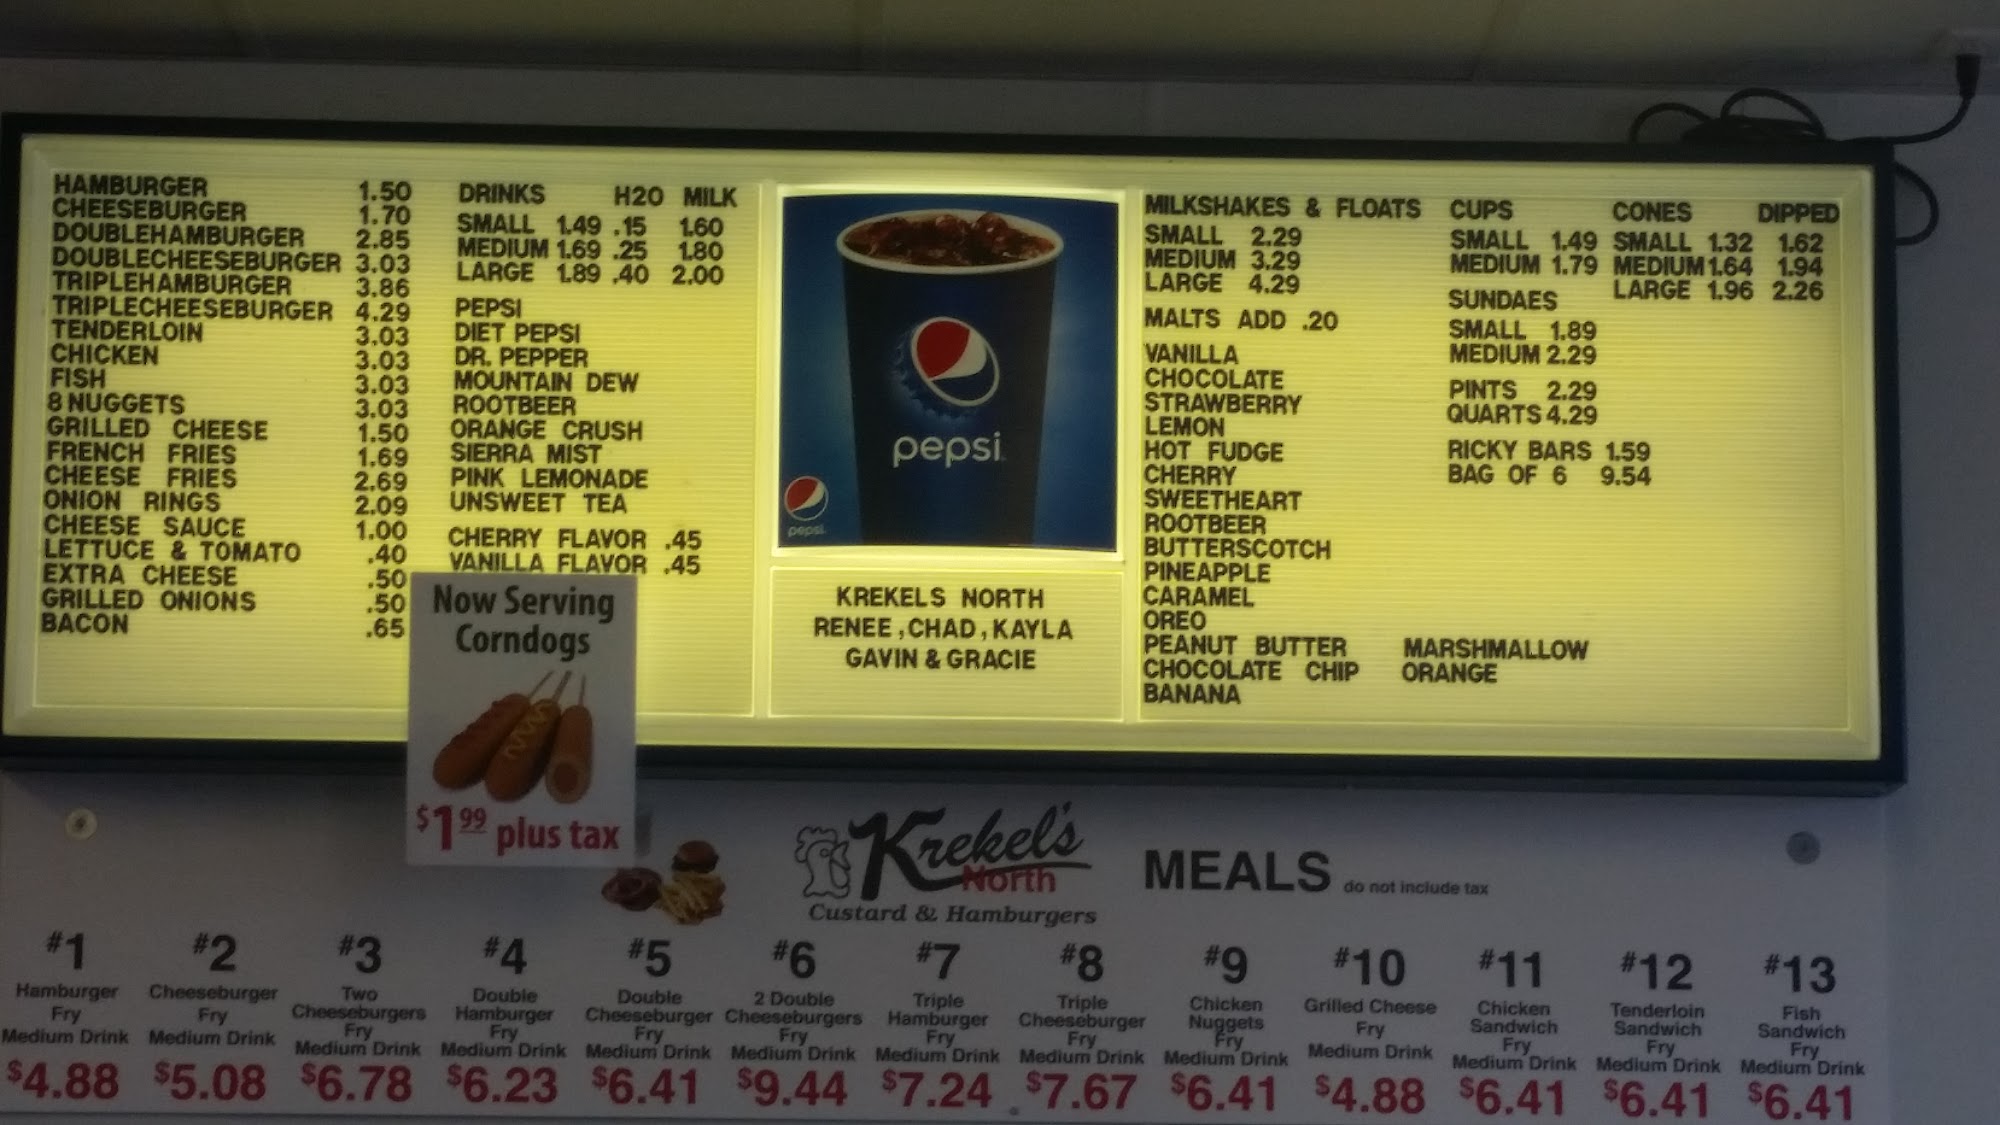 HAMBURGER 1.50
CHEESEBURGER 1.70
DOUBLEHAMBURGER 2.85
DOUBLECHEESEBURGER 3.03
TRIPLEHAMBURGER 3.86
TRIPLECHEESEBURGER 4.29
TENDERLOIN 3.03
CHICKEN 3.03
FISH 3.03
8 NUGGETS 3.03
GRILLED CHEESE 1.50
FRENCH FRIES 1.69
CHEESE FRIES 2.69
ONION RINGS 2.09
CHEESE SAUCE 1.00
LETTUCE & TOMATO .40
EXTRA CHEESE .50
GRILLED ONIONS .50
BACON .65
DRINKS H2O MILK
SMALL 1.49 .15 1.60
MEDIUM 1.69 .25 1.80
LARGE 1.89 .40 2.00
PEPSI
DIET PEPSI
DR. PEPPER
MOUNTAIN DEW
ROOTBEER
ORANGE CRUSH
SIERRA MIST
PINK LEMONADE
UNSWEET TEA
CHERRY FLAVOR .45
VANILLA FLAVOR .45
Now Serving
Corndogs
$1.99 plus tax
pepsi
pepsi
KREKELS NORTH
RENEE , CHAD , KAYLA
GAVIN & GRACIE
MILKSHAKES & FLOATS
SMALL 2.29
MEDIUM 3.29
LARGE 4.29
MALTS ADD .20
VANILLA
CHOCOLATE
STRAWBERRY
LEMON
HOT FUDGE
CHERRY
SWEETHEART
ROOTBEER
BUTTERSCOTCH
PINEAPPLE
CARAMEL
OREO
PEANUT BUTTER MARSHMALLOW
CHOCOLATE CHIP ORANGE
BANANA
CUPS
SMALL 1.49
MEDIUM 1.79
SUNDAES
SMALL 1.89
MEDIUM 2.29
PINTS 2.29
QUARTS 4.29
RICKY BARS 1.59
BAG OF 6 9.54
CONES DIPPED
SMALL 1.32 1.62
MEDIUM 1.64 1.94
LARGE 1.96 2.26
Krekel's
North
Custard & Hamburgers
MEALS do not include tax
#1
Hamburger
Fry
Medium Drink
$4.88
#2
Cheeseburger
Fry
Medium Drink
$5.08
#3
Two
Cheeseburgers
Fry
Medium Drink
$6.78
#4
Double
Hamburger
Fry
Medium Drink
$6.23
#5
Double
Cheeseburger
Fry
Medium Drink
$6.41
#6
2 Double
Cheeseburgers
Fry
Medium Drink
$9.44
#7
Triple
Hamburger
Fry
Medium Drink
$7.24
#8
Triple
Cheeseburger
Fry
Medium Drink
$7.67
#9
Chicken
Nuggets
Fry
Medium Drink
$6.41
#10
Grilled Cheese
Fry
Medium Drink
$4.88
#11
Chicken
Sandwich
Fry
Medium Drink
$6.41
#12
Tenderloin
Sandwich
Fry
Medium Drink
$6.41
#13
Fish
Sandwich
Fry
Medium Drink
$6.41